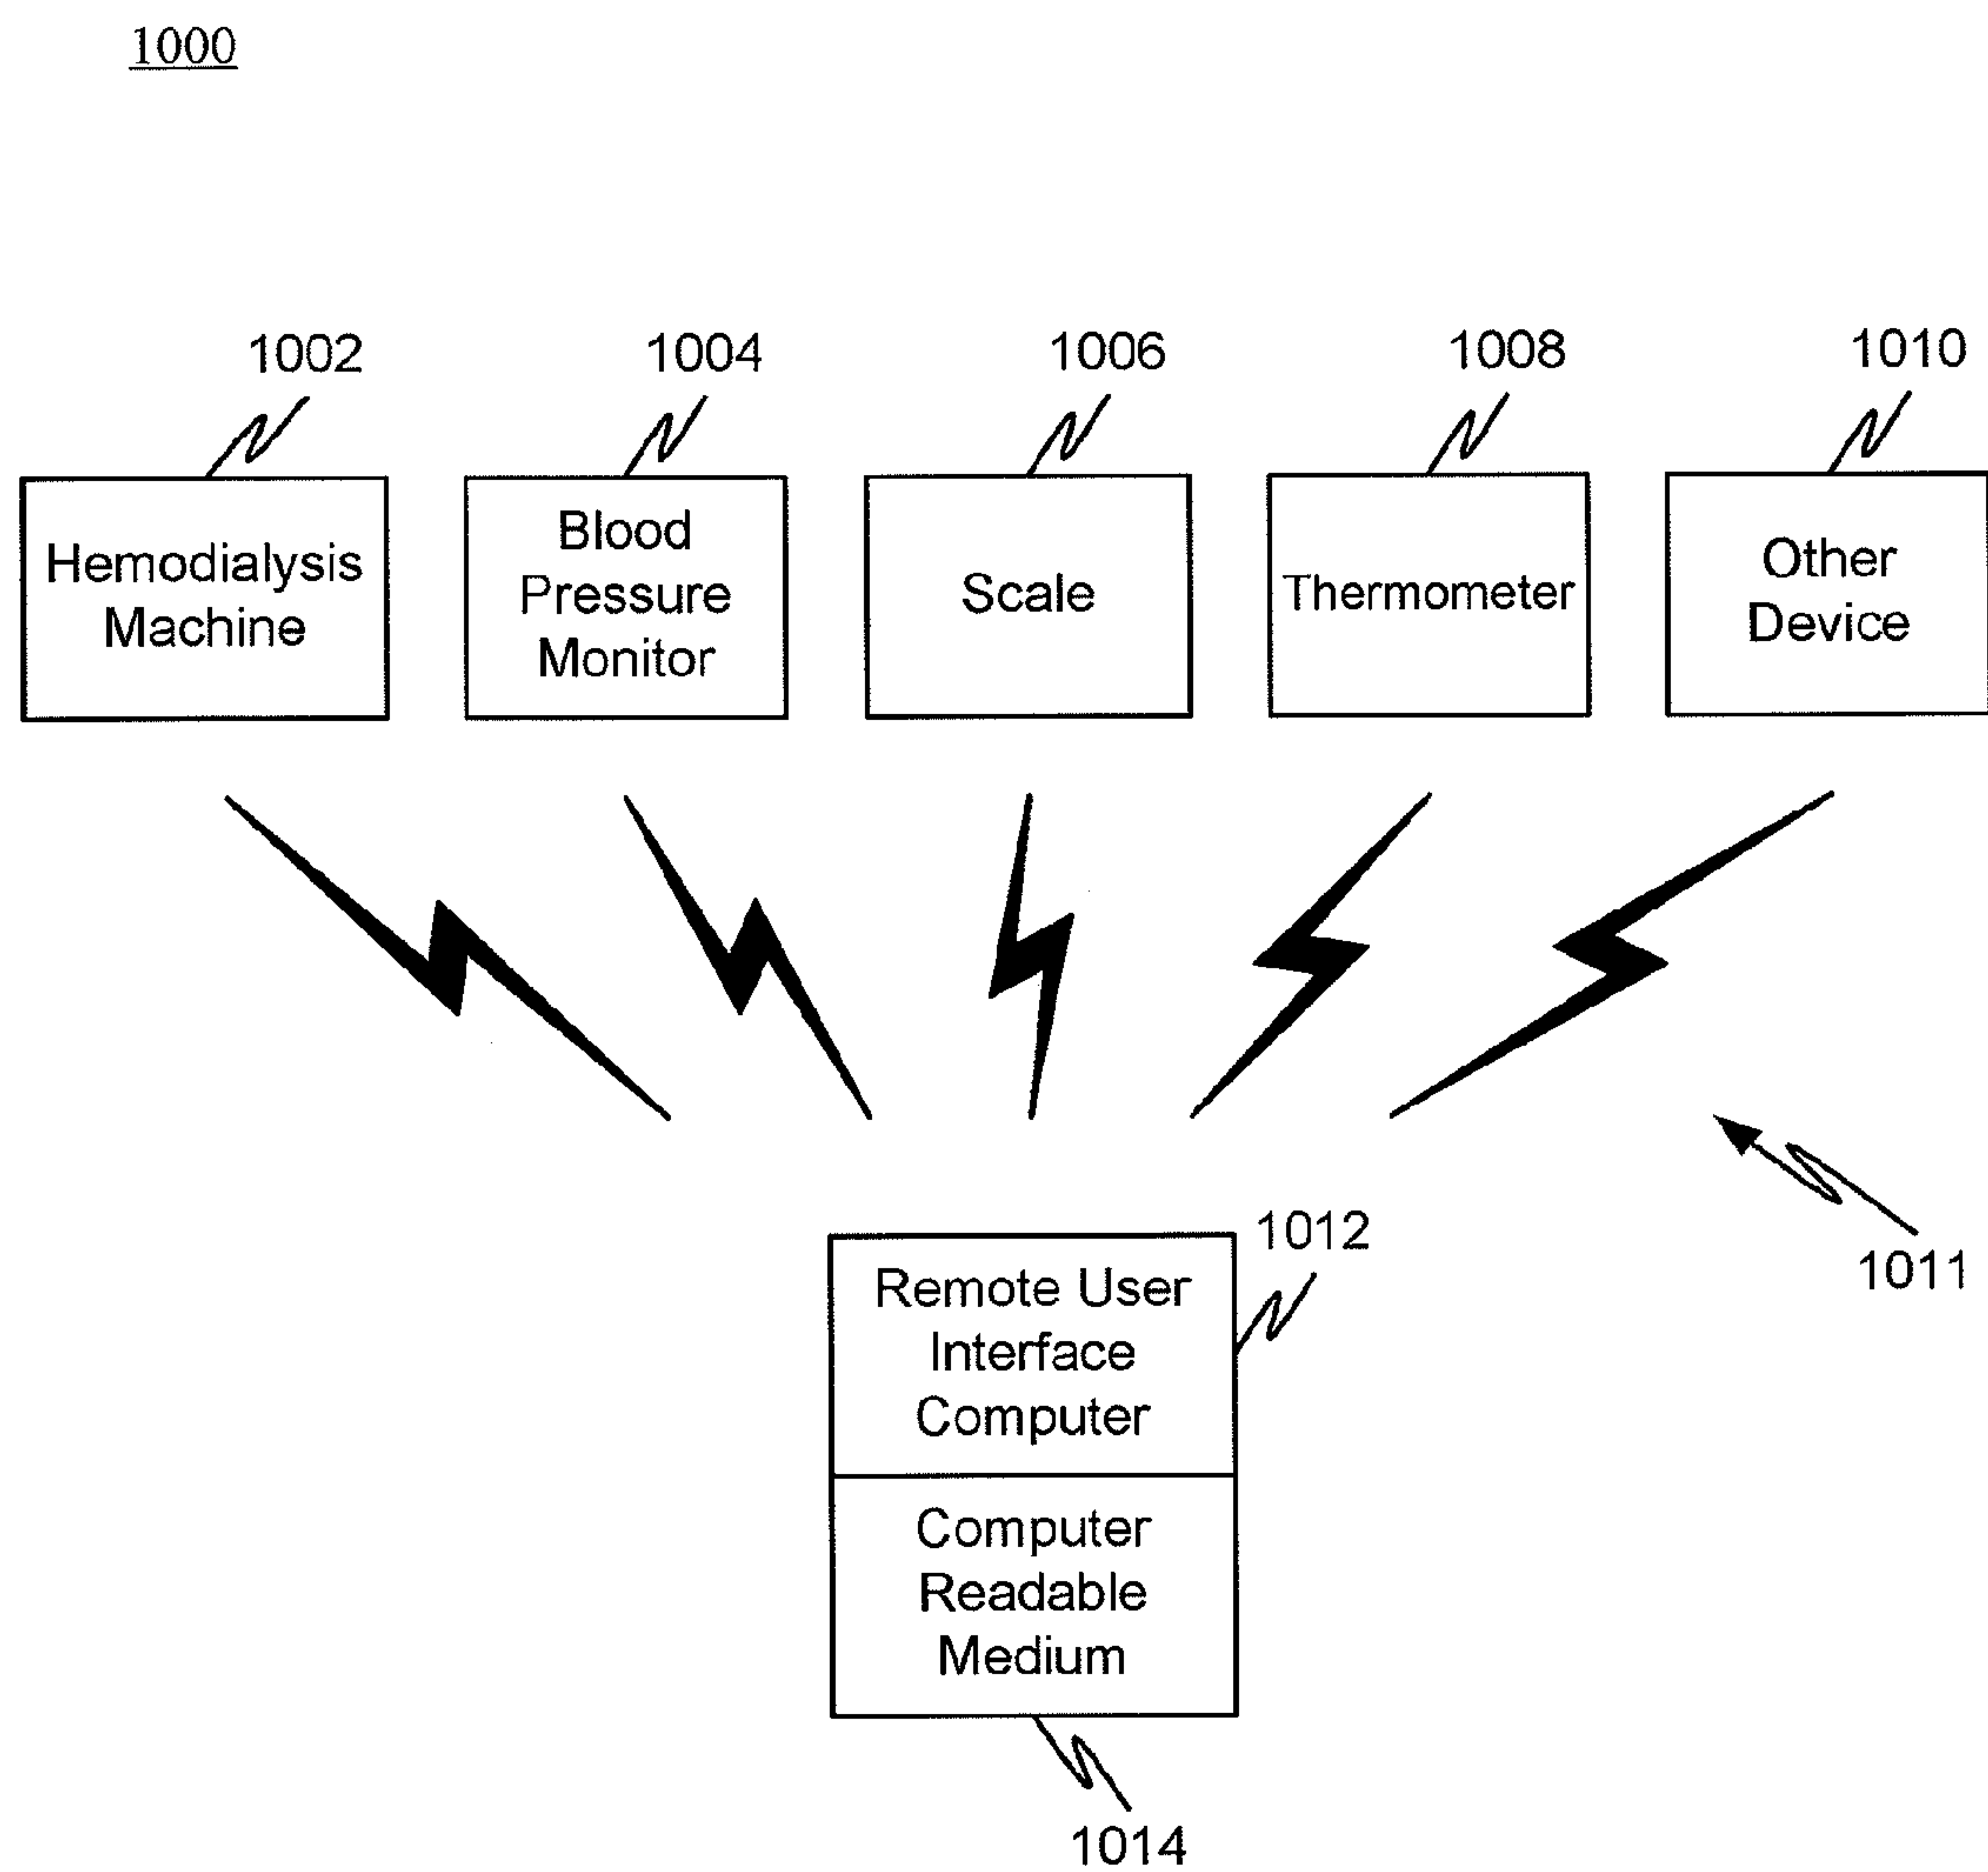 1000
1002
1004
1006
1008
1010
Hemodialysis
Machine
Blood
Pressure
Monitor
Scale
Thermometer
Other
Device
1012
1011
Remote User
Interface
Computer
Computer
Readable
Medium
1014